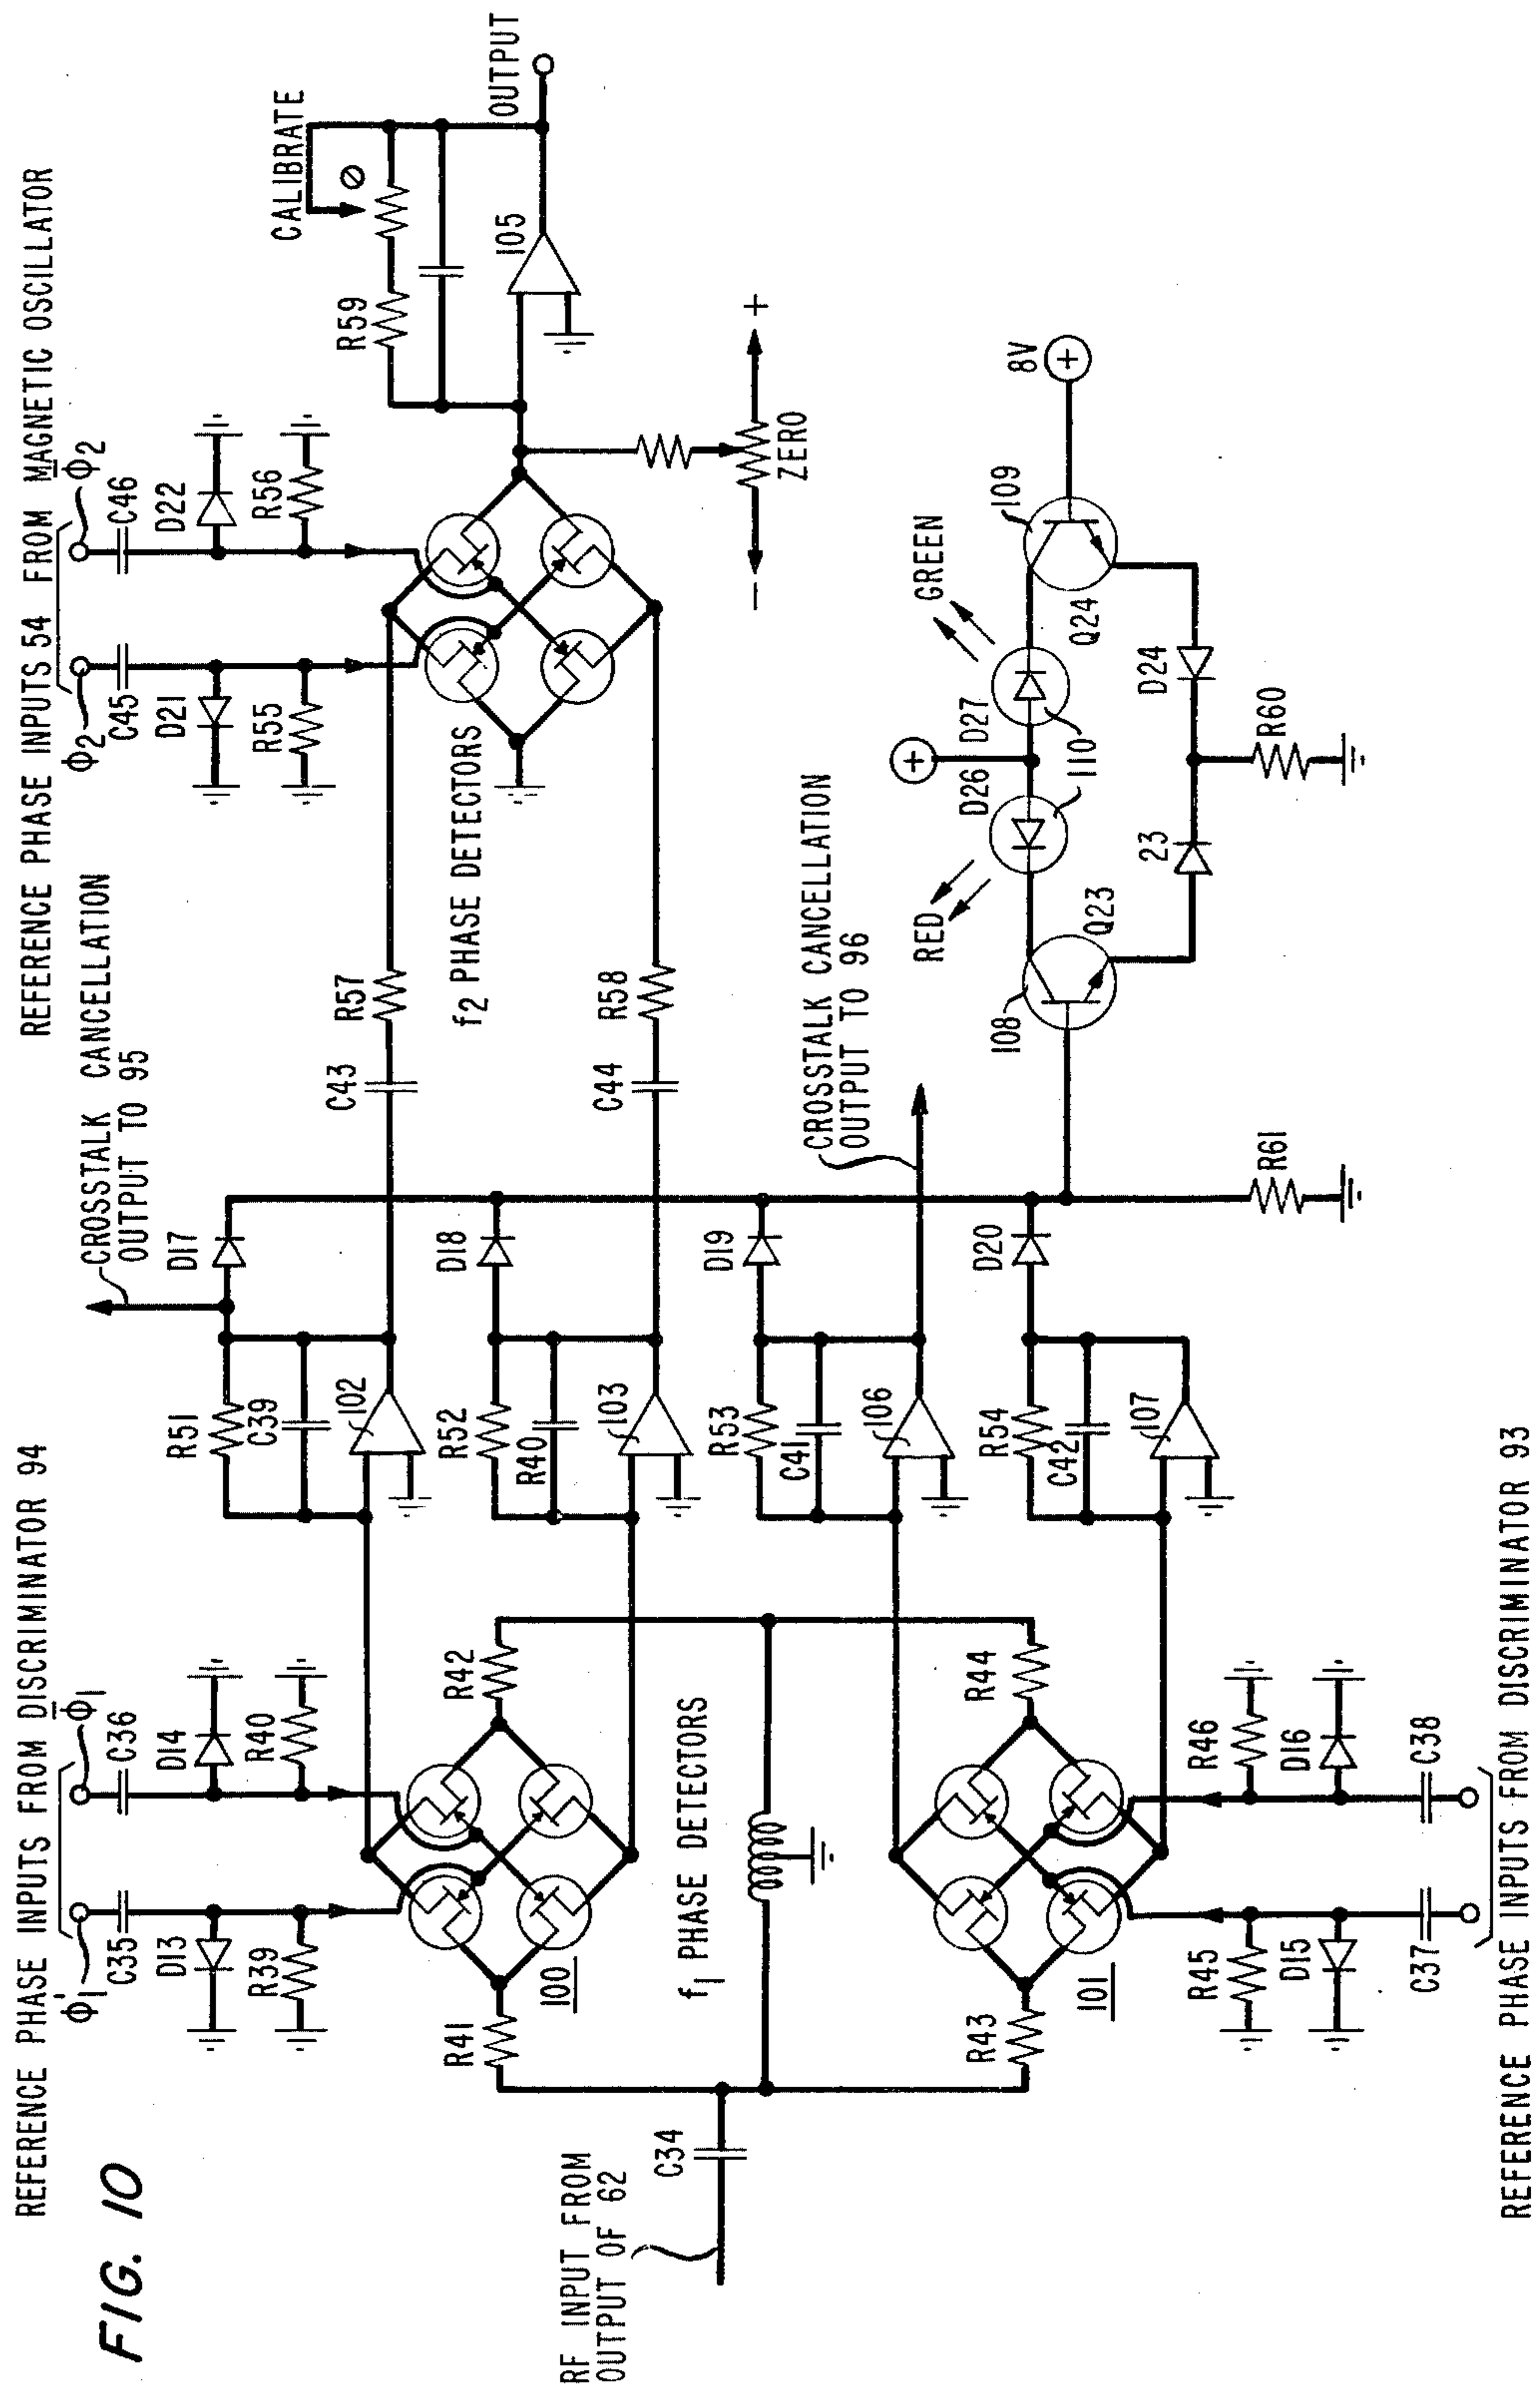 FIG. 10
REFERENCE PHASE INPUTS FROM DISCRIMINATOR 94
Φ1'
Φ1
C35
C36
D13
D14
R39
R40
R41
R42
100
f1 PHASE DETECTORS
RF INPUT FROM
OUTPUT OF 62
C34
R43
R44
101
R45
R46
D15
D16
C37
C38
REFERENCE PHASE INPUTS FROM DISCRIMINATOR 93
R51
C39
102
R52
R40
103
R53
C41
106
R54
C42
107
CROSSTALK CANCELLATION
OUTPUT TO 95
D17
D18
D19
D20
R61
C43
R57
C44
R58
f2 PHASE DETECTORS
CROSSTALK CANCELLATION
OUTPUT TO 96
REFERENCE PHASE INPUTS 54 FROM MAGNETIC OSCILLATOR
Φ2
Φ2
C45
C46
D21
D22
R55
R56
CALIBRATE
R59
105
OUTPUT
- +
ZERO
108
Q23
RED
D26
D27
110
GREEN
109
Q24
8V
+
+
23
D24
R60